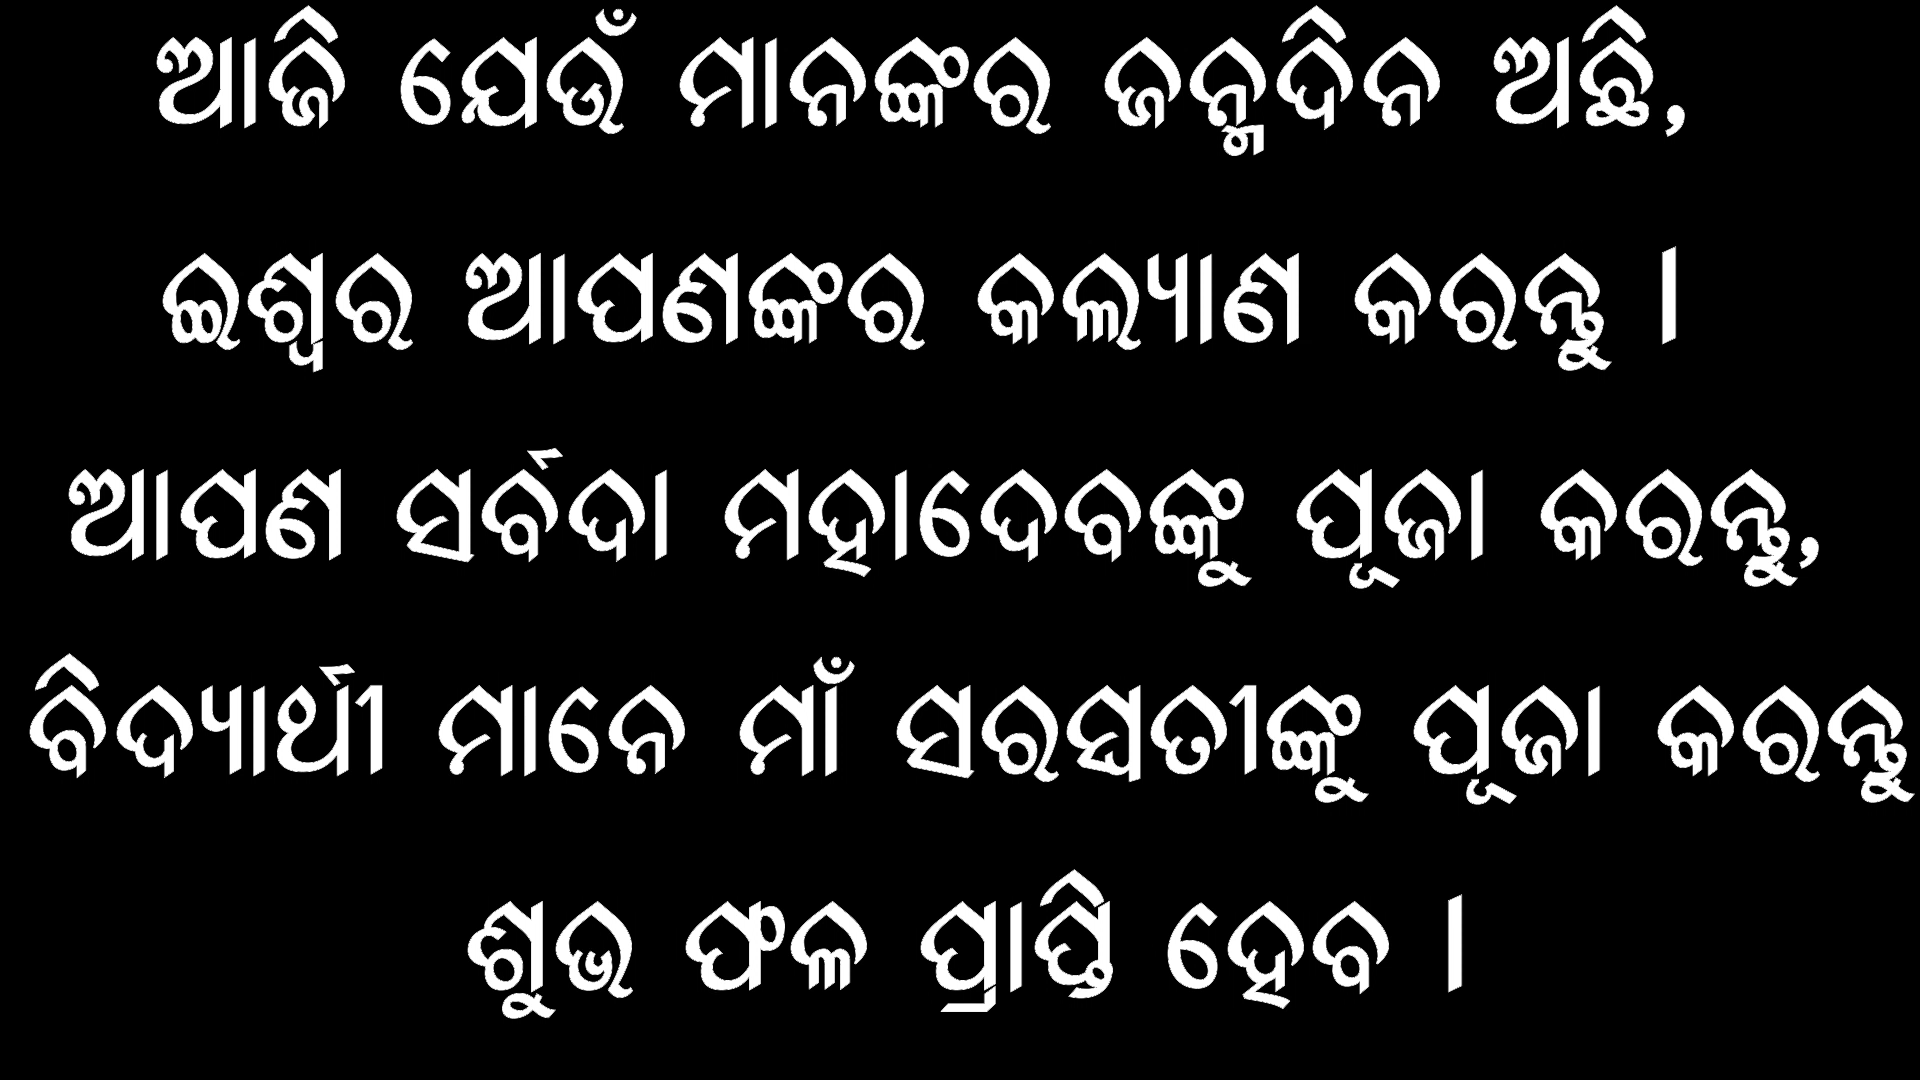 ଆଜି ଯେଉଁ ମାନଙ୍କର ଜନ୍ମଦିନ ଅଛି,
ଇଶ୍ୱର ଆପଣଙ୍କର କଲ୍ୟାଣ କରନ୍ତୁ ।
ଆପଣ ସର୍ବଦା ମହାଦେବଙ୍କୁ ପୂଜା କରନ୍ତୁ,
ବିଦ୍ୟାର୍ଥୀ ମାନେ ମାଁ ସରସ୍ୱତୀଙ୍କୁ ପୂଜା କରନ୍ତୁ
ଶୁଭ ଫଳ ପ୍ରାପ୍ତି ହେବ ।